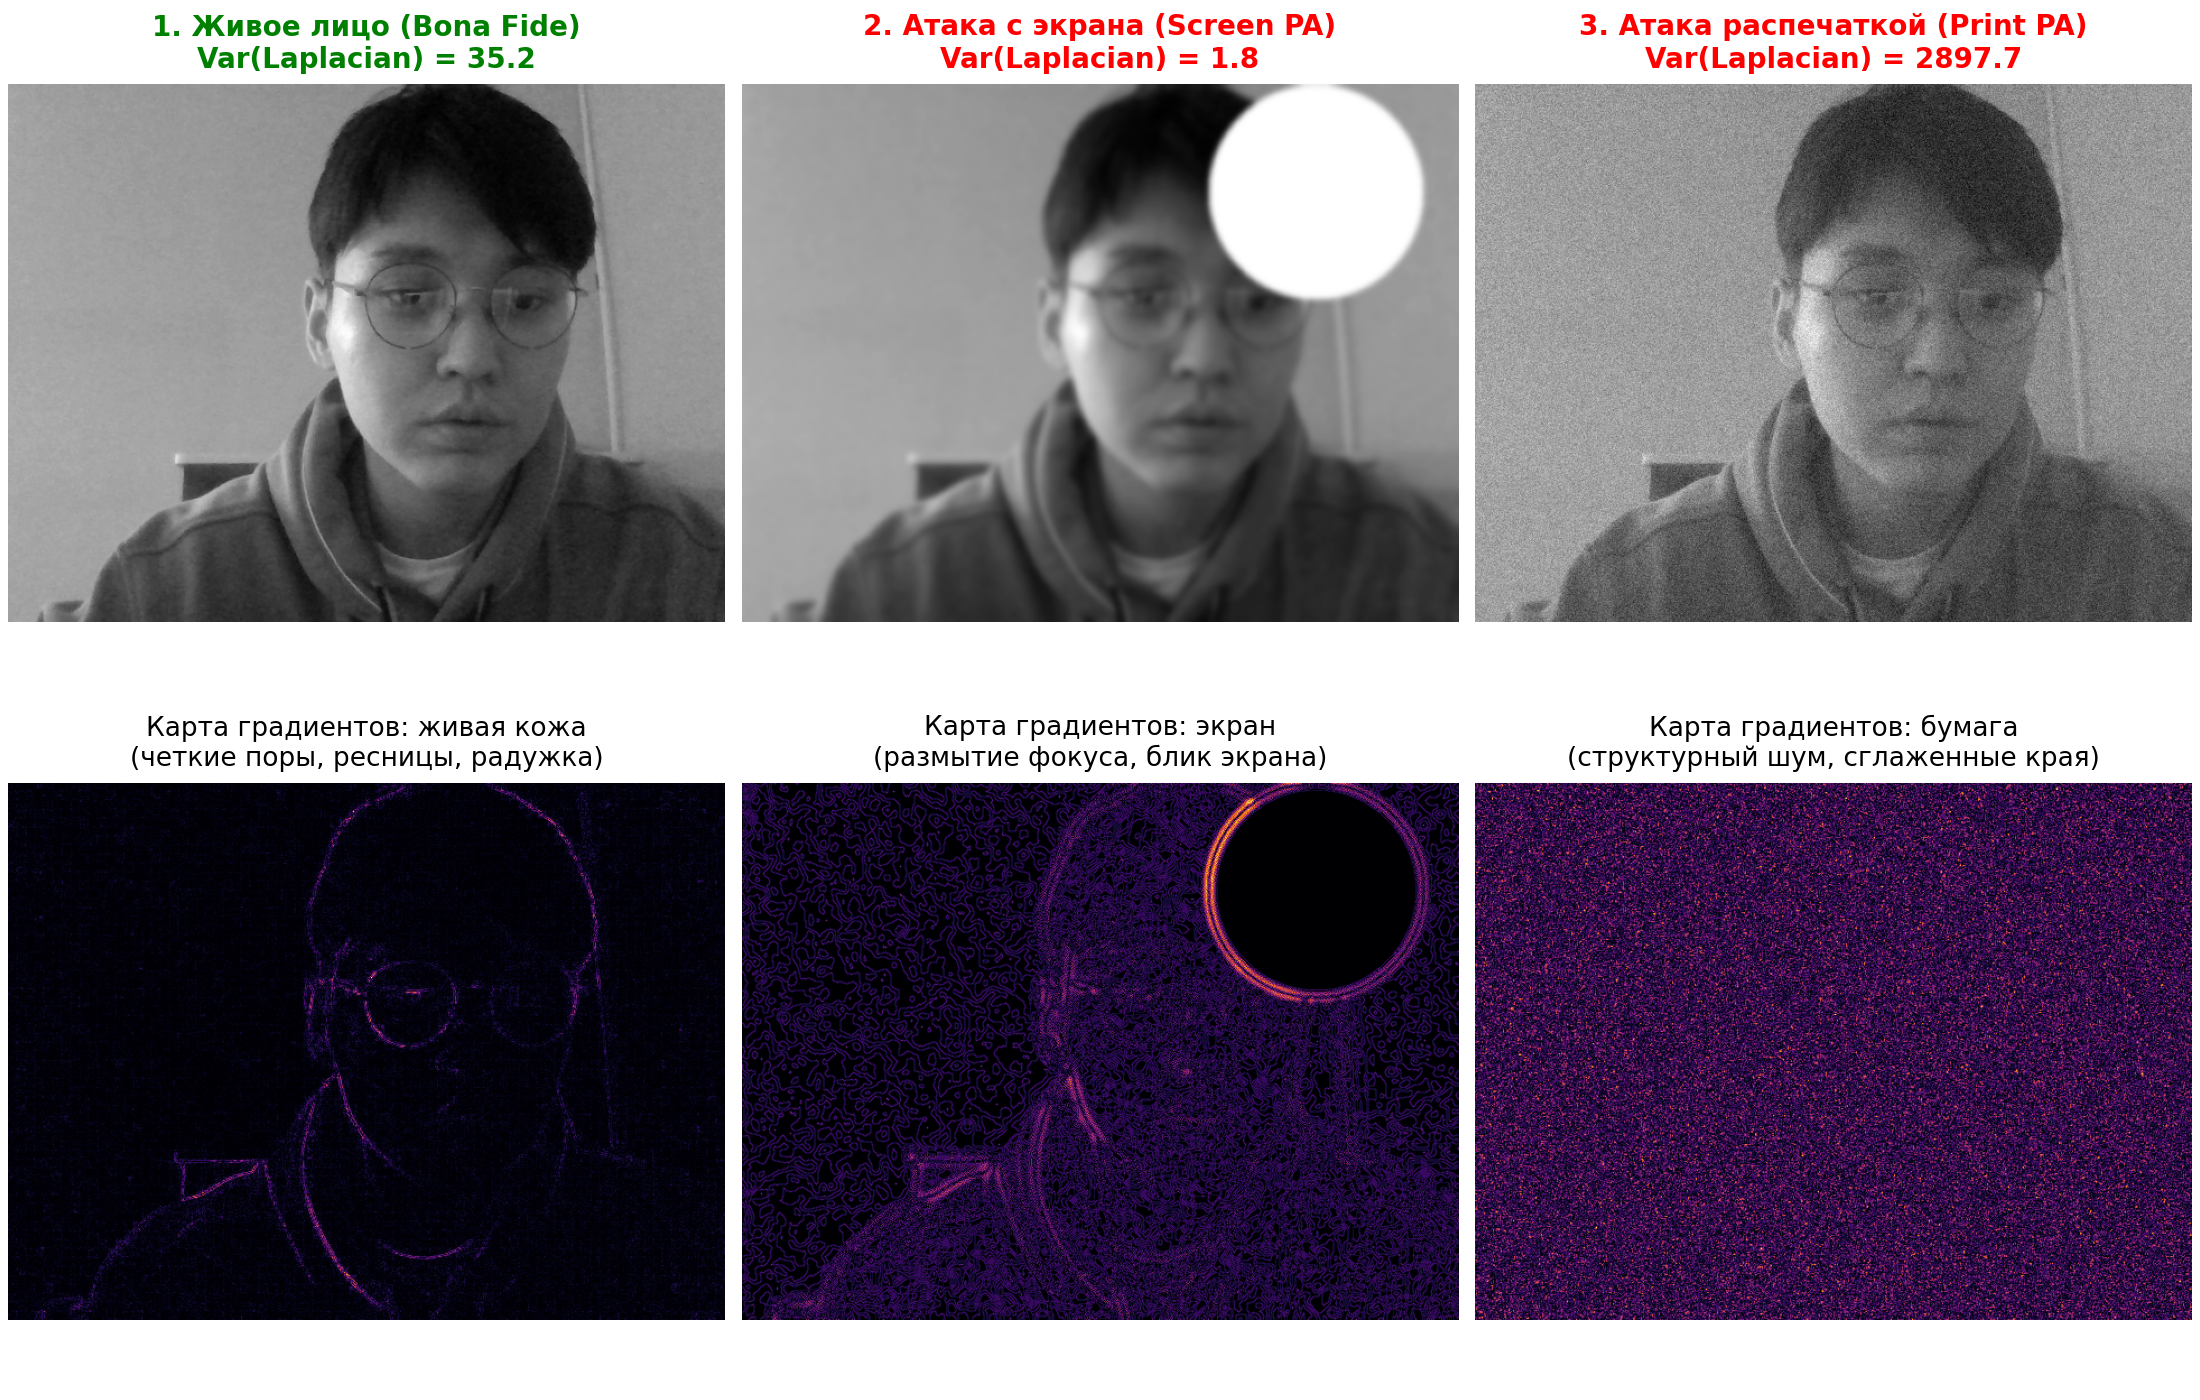 1. Живое лицо (Bona Fide)
Var(Laplacian) = 35.2
2. Атака с экрана (Screen PA)
Var(Laplacian) = 1.8
3. Атака распечаткой (Print PA)
Var(Laplacian) = 2897.7
Карта градиентов: живая кожа
(четкие поры, ресницы, радужка)
Карта градиентов: экран
(размытие фокуса, блик экрана)
Карта градиентов: бумага
(структурный шум, сглаженные края)